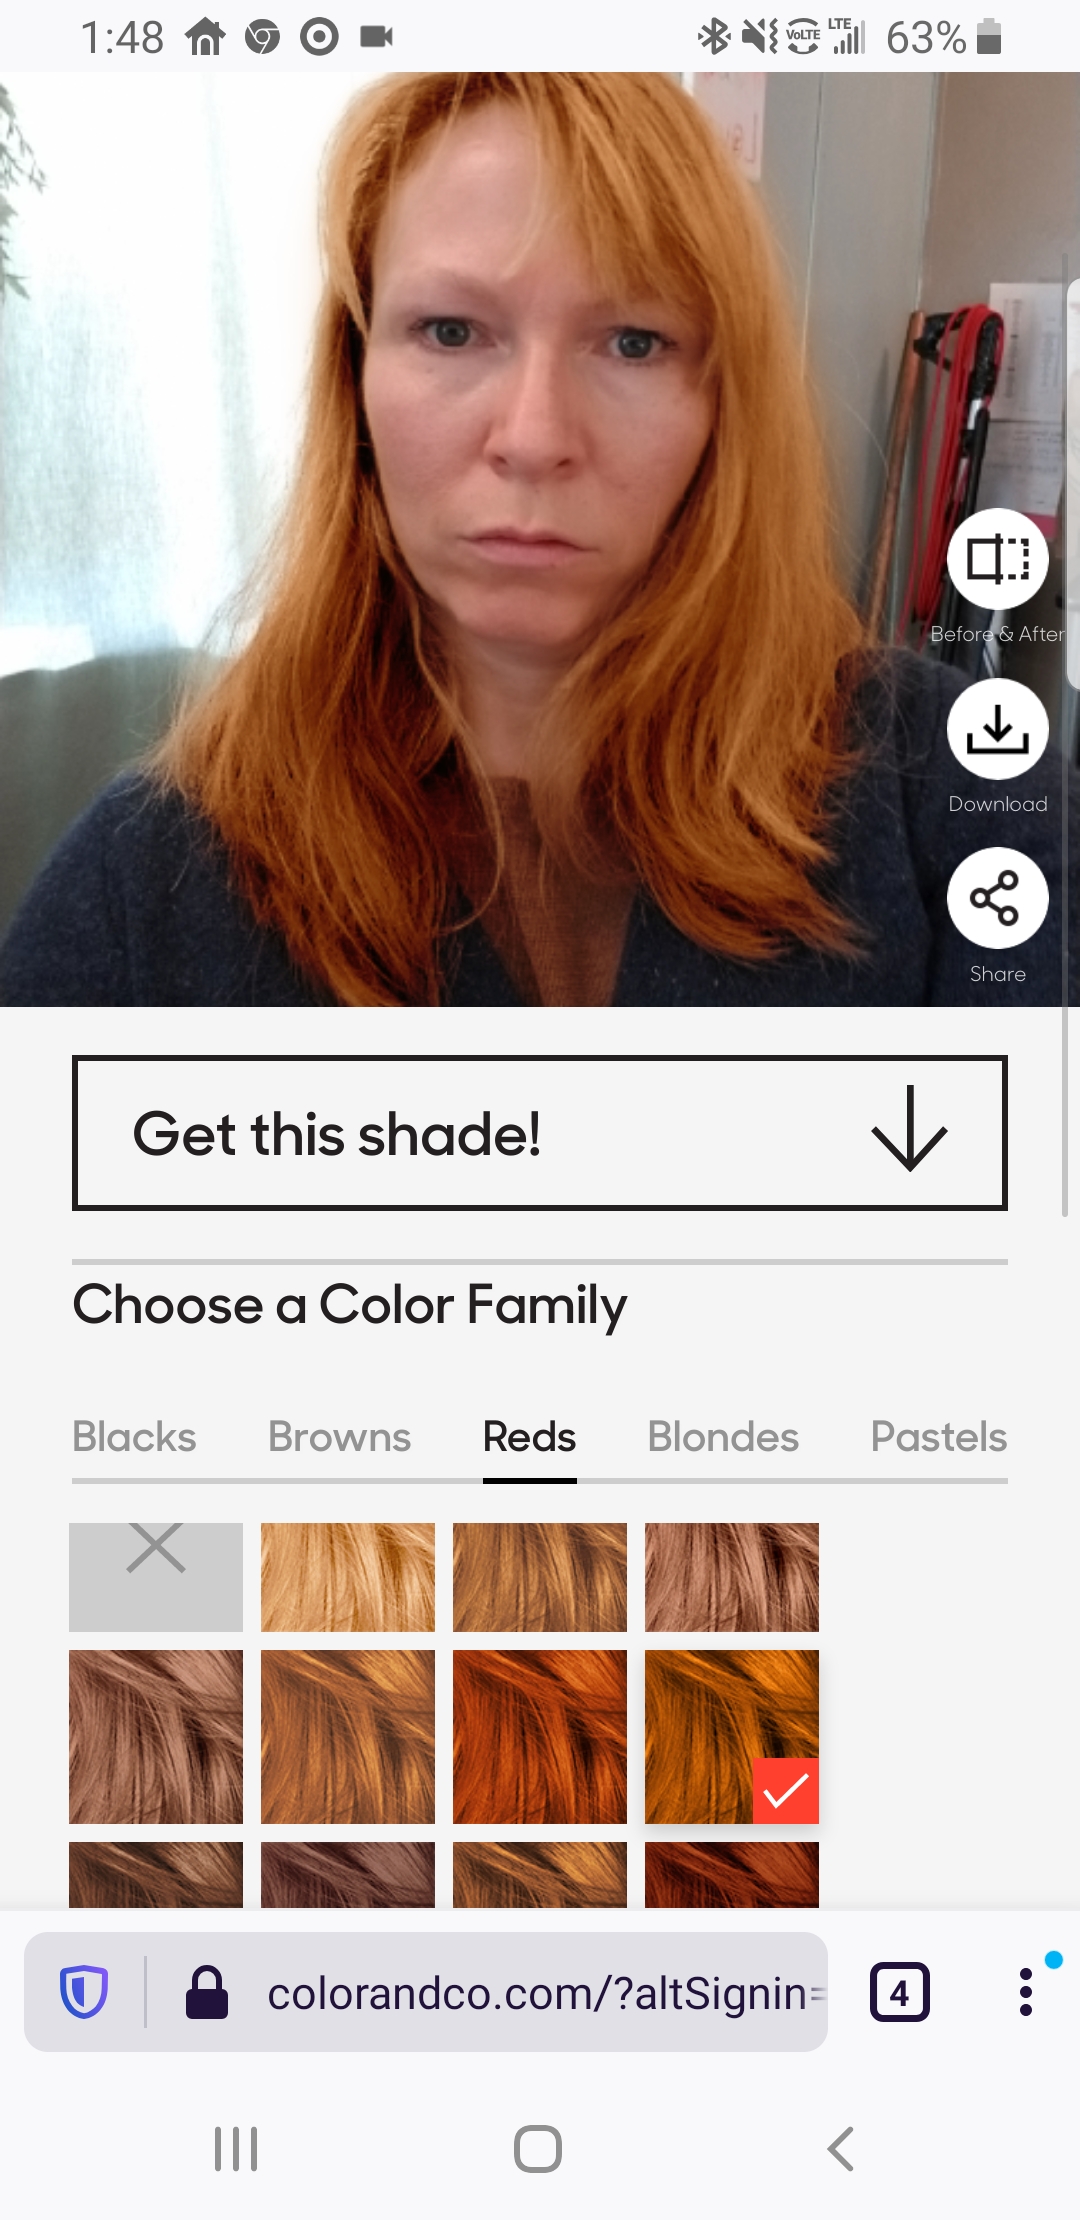 1:48
VoLTE
LTE
63%
Before & After
Download
Share
Get this shade!
Choose a Color Family
Blacks Browns Reds Blondes Pastels
colorandco.com/?altSignin=
4